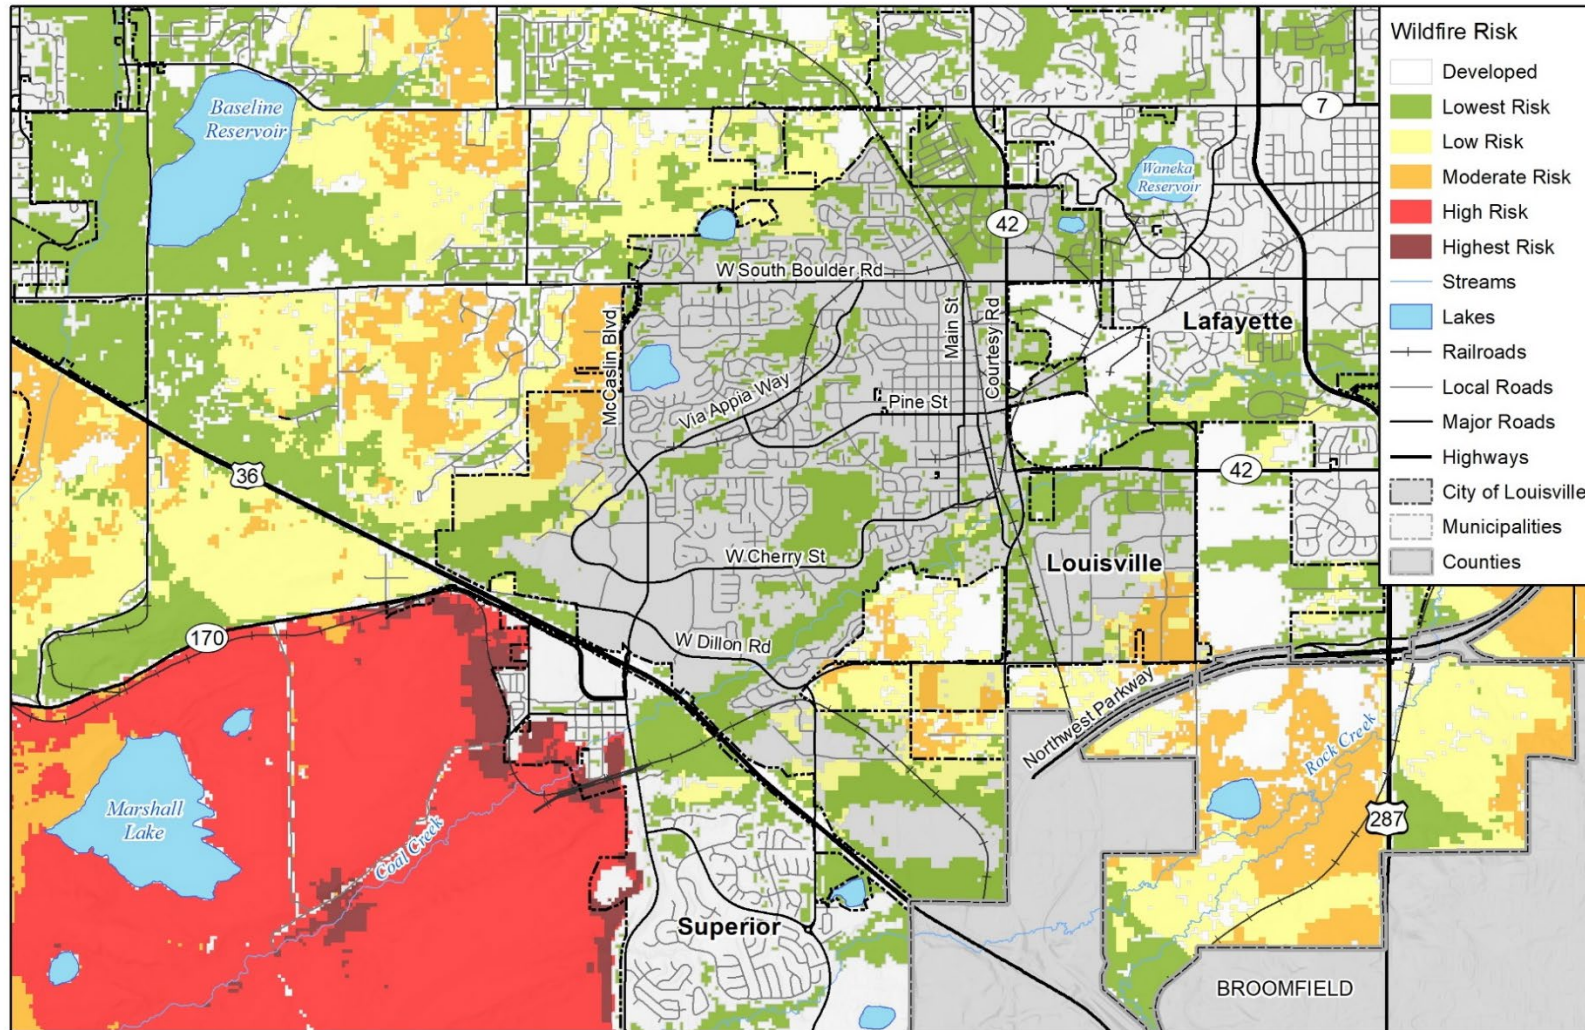 Wildfire Risk
Developed
Lowest Risk
Low Risk
Moderate Risk
High Risk
Highest Risk
Streams
Lakes
Railroads
Local Roads
Major Roads
Highways
City of Louisville
Municipalities
Counties
Baseline
Reservoir
7
Waneka
Reservoir
42
W South Boulder Rd
Lafayette
McCaslin Blvd
Main St
Courtesy Rd
Via Appia Way
Pine St
36
42
W Cherry St
Louisville
170
W Dillon Rd
Northwest Parkway
Rock Creek
Marshall
Lake
Coal Creek
287
Superior
BROOMFIELD